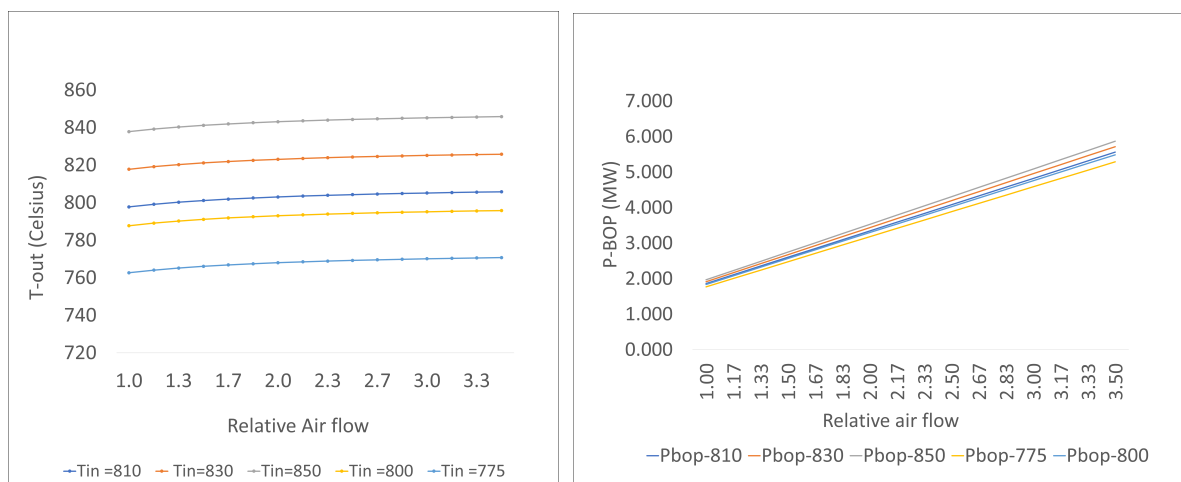 860
840
820
800
780
760
740
720
T-out (Celsius)
1.0 1.3 1.7 2.0 2.3 2.7 3.0 3.3
Relative Air flow
Tin =810 Tin=830 Tin=850 Tin =800 Tin =775
7.000
6.000
5.000
4.000
3.000
2.000
1.000
0.000
P-BOP (MW)
1.00 1.17 1.33 1.50 1.67 1.83 2.00 2.17 2.33 2.50 2.67 2.83 3.00 3.17 3.33 3.50
Relative air flow
Pbop-810 Pbop-830 Pbop-850 Pbop-775 Pbop-800